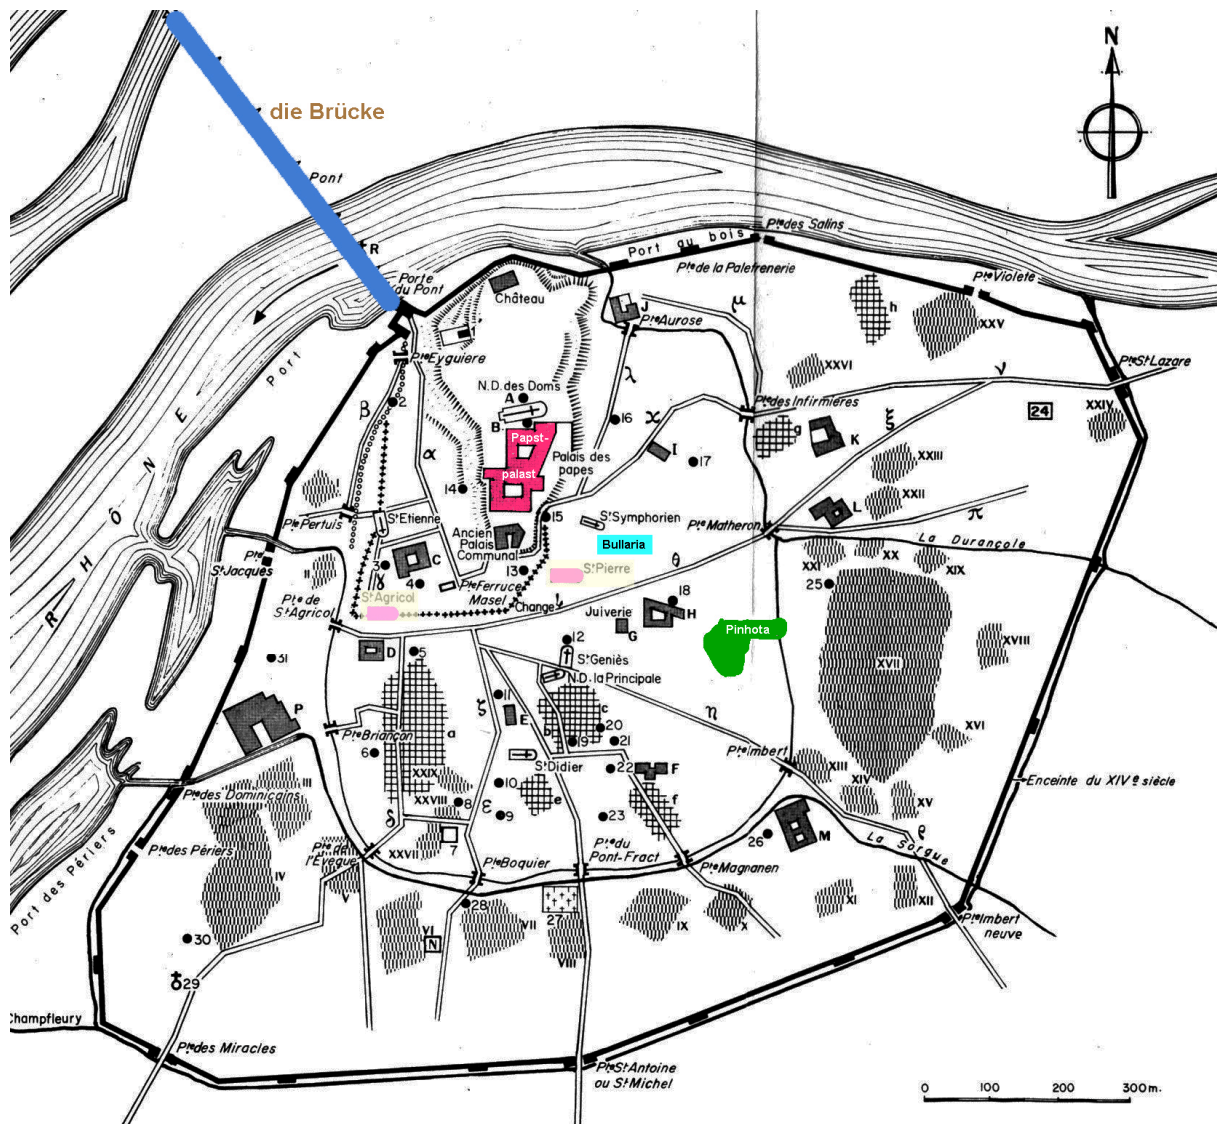 N
die Brücke
Pont
R
Porte
du Pont
Château
Port au bois
Pte des Salins
Pte de la Paletrenerie
Pte Violete
h
XXV
J
μ
Pte Aurose
1
Pte Eyguiere
Pte St Lazare
XXVI
ν
N.D. des Doms
A
λ
Port
2
β
B
16
χ
Pte des Infirmières
ξ
24
XXIV
g
K
Papst-
palast
Palais des
papes
α
I
17
XXIII
RHÔNE
14
XXII
L
π
Pte Pertuis
St Etienne
15
St Symphorien
Pte Matheron
Ancien
Palais
Communal
Bullaria
La Durançole
Pte
St Jacques
II
3
C
13
St Pierre
θ
XXI
XX
XIX
γ
4
Pte Ferruce
Masel
25
Pte de
St Agricol
St Agricol
Change
18
Juiverie
H
G
Pinhota
12
XVIII
D
5
St Geniès
XVII
31
N.D. la Principale
11
ζ
E
c
P
η
20
XVI
Pte Briançon
a
b
19
21
6
St Didier
Pte Imbert
22
F
XIII
XIV
Enceinte du XIVe siècle
XXIX
10
III
Pte des Dominicains
XXVIII
8
ε
9
e
f
23
XV
δ
ρ
La Sorgue
26
M
Port des Périers
Pte des Périers
Pte de
l'Evêque
XXVII
7
Pte Boquier
Pte du
Pont-Fract
Pte Magnanen
IV
V
28
27
XI
XII
Pte Imbert
neuve
30
VI
N
VII
VIII
IX
X
29
Champfleury
Pte des Miracles
Pte St Antoine
ou St Michel
0 100 200 300 m.